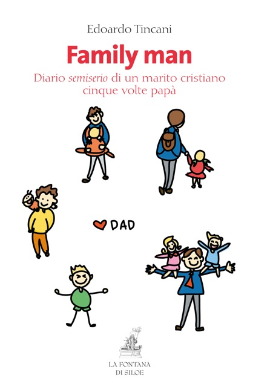 Edoardo Tincani
Family man
Diario semiserio di un marito cristiano
cinque volte papà
DAD
LA FONTANA
DI SILOE